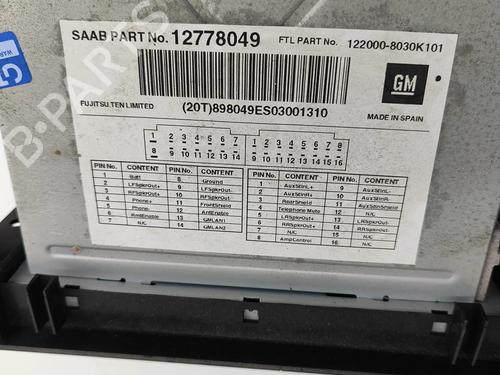 SAAB PART No. 12778049 FTL PART No. 122000-8030K101
GM
FUJITSU TEN LIMITED (20T)898049ES03001310 MADE IN SPAIN
1 2 3 4 5 6 7
8 9 10 11 12 13 14
1 2 3 4 5 6 7 8
9 10 11 12 13 14 15 16
PIN No. CONTENT PIN No. CONTENT
1 Batt 8 Ground
2 LFSpkrOut+ 9 LFSpkrOut-
3 RFSpkrOut+ 10 RFSpkrOut-
4 Phone+ 11 FrontShield
5 Phone- 12 AntEnable
6 RmtEnable 13 GMLAN1
7 N/C 14 GMLAN2
PIN No. CONTENT PIN No. CONTENT
1 AuxStInL+ 9 AuxStInL-
2 AuxStInR+ 10 AuxStInR-
3 RearShield 11 AuxStInShield
4 Telephone Mute 12 N/C
5 LRSpkrOut+ 13 LRSpkrOut-
6 RRSpkrOut+ 14 RRSpkrOut-
7 N/C 15 N/C
8 AmpControl 16 N/C
B-PARTS